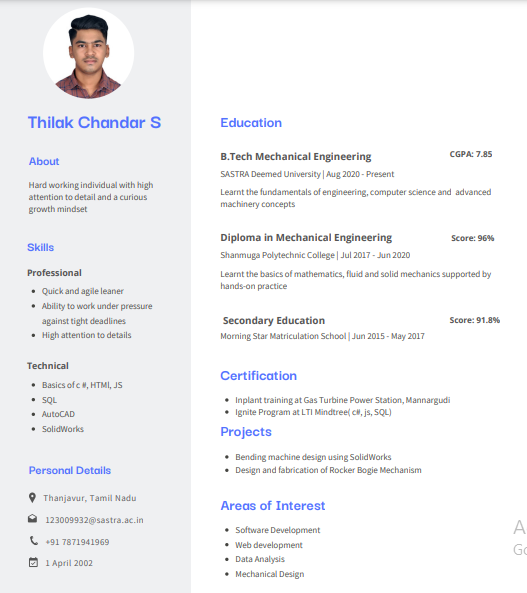 Thilak Chandar S
About
Hard working individual with high
attention to detail and a curious
growth mindset
Skills
Professional
Quick and agile leaner
Ability to work under pressure
against tight deadlines
High attention to details
Technical
Basics of c #, HTMl, JS
SQL
AutoCAD
SolidWorks
Personal Details
Thanjavur, Tamil Nadu
123009932@sastra.ac.in
+91 7871941969
1 April 2002
Education
B.Tech Mechanical Engineering
CGPA: 7.85
SASTRA Deemed University | Aug 2020 - Present
Learnt the fundamentals of engineering, computer science and advanced
machinery concepts
Diploma in Mechanical Engineering
Score: 96%
Shanmuga Polytechnic College | Jul 2017 - Jun 2020
Learnt the basics of mathematics, fluid and solid mechanics supported by
hands-on practice
Secondary Education
Score: 91.8%
Morning Star Matriculation School | Jun 2015 - May 2017
Certification
Inplant training at Gas Turbine Power Station, Mannargudi
Ignite Program at LTI Mindtree( c#, js, SQL)
Projects
Bending machine design using SolidWorks
Design and fabrication of Rocker Bogie Mechanism
Areas of Interest
Software Development
Web development
Data Analysis
Mechanical Design